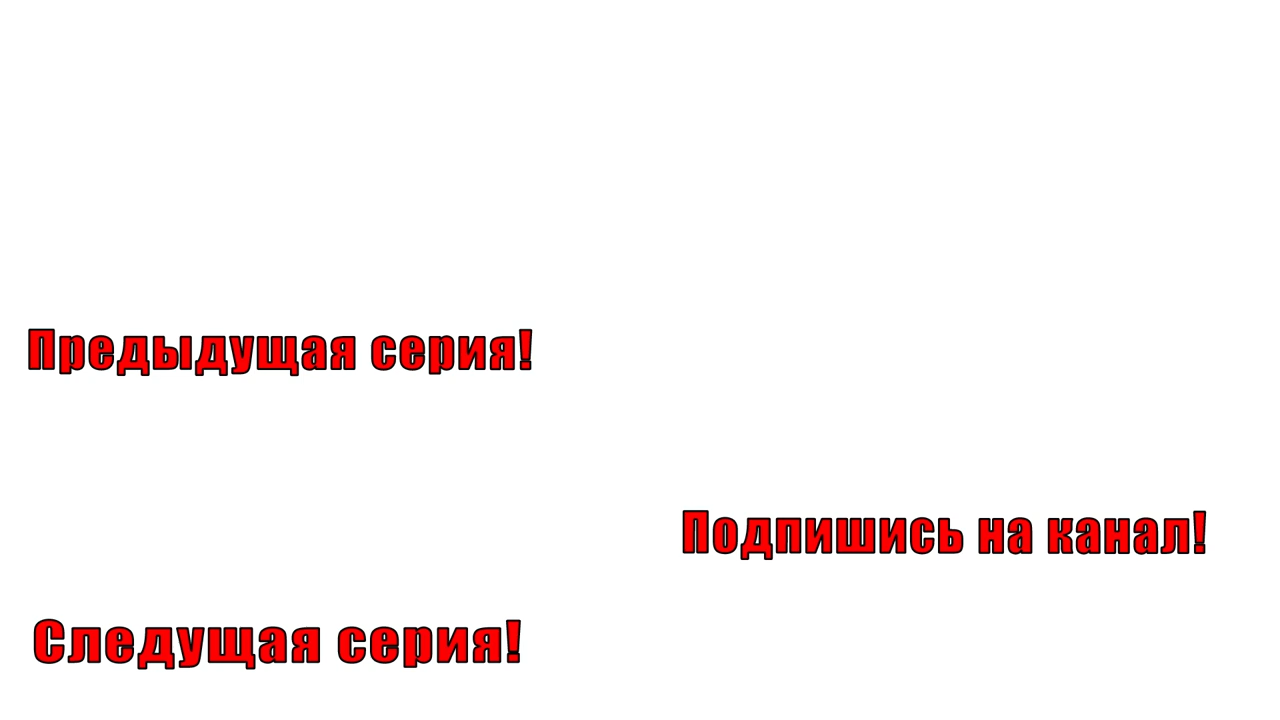 Предыдущая серия!
Подпишись на канал!
Следущая серия!